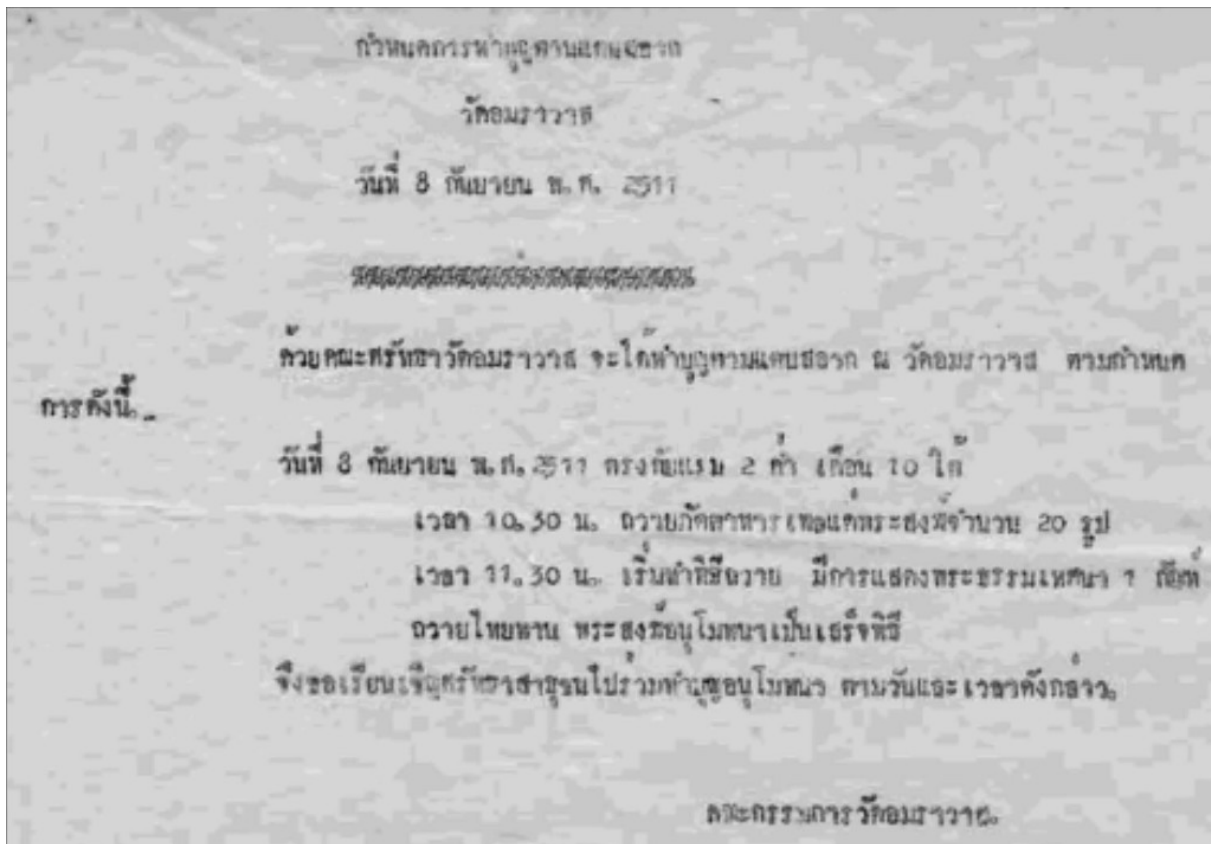 กำหนดการทำบุญตานแตนสลาก
วัดอมราวาส
วันที่ 8 กันยายน พ.ศ. 2511
ด้วยคณะศรัทธาวัดอมราวาส จะได้ทำบุญตามแตนสลาก ณ วัดอมราวาส ตามกำหนด
การดังนี้.
วันที่ 8 กันยายน พ.ศ. 2511 ตรงกับแรม 2 ค่ำ เดือน 10 ใต้
เวลา 10.30 น. ถวายภัตตาหารเพลแด่พระสงฆ์จำนวน 20 รูป
เวลา 11.30 น. เริ่มทำพิธีถวาย มีการแสดงพระธรรมเทศนา 1 กัณฑ์
ถวายไทยทาน พระสงฆ์อนุโมทนาเป็นเสร็จพิธี
จึงขอเรียนเชิญศรัทธาสาธุชนไปร่วมทำบุญอนุโมทนา ตามวันและเวลาดังกล่าว.
คณะกรรมการวัดอมราวาส.